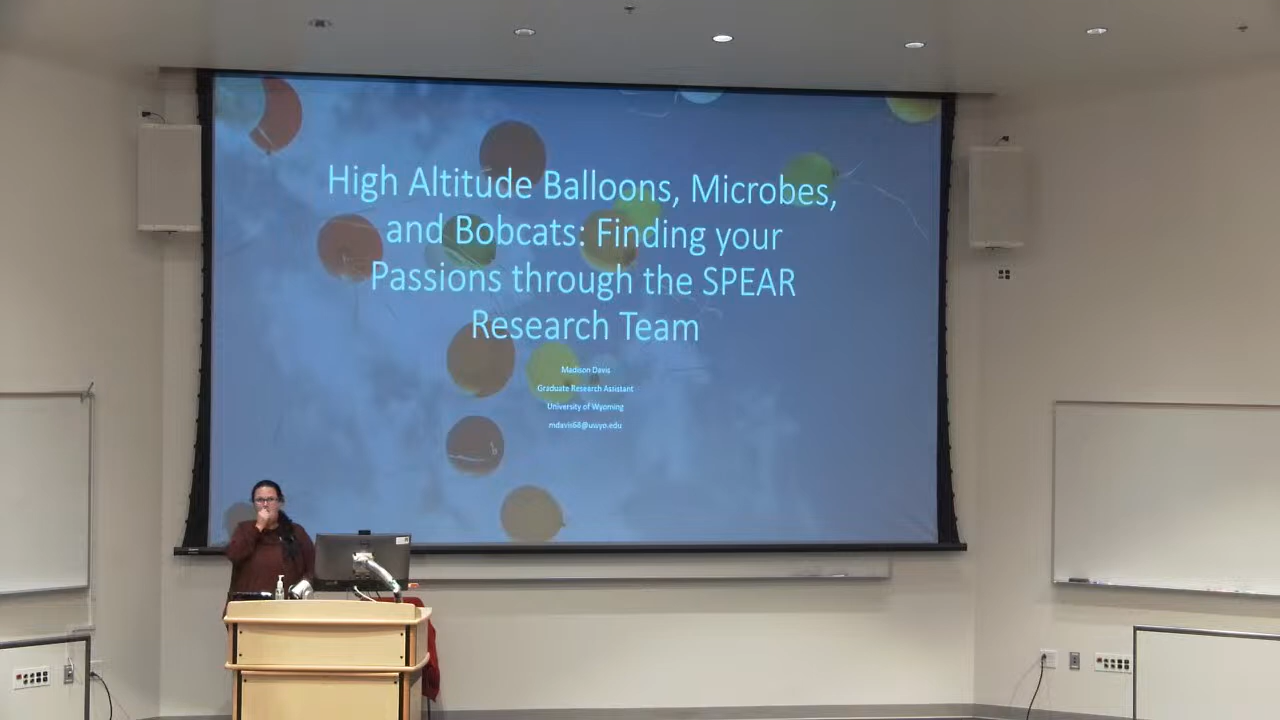 High Altitude Balloons, Microbes,
and Bobcats: Finding your
Passions through the SPEAR
Research Team
Madison Davis
Graduate Research Assistant
University of Wyoming
mdavis68@uwyo.edu